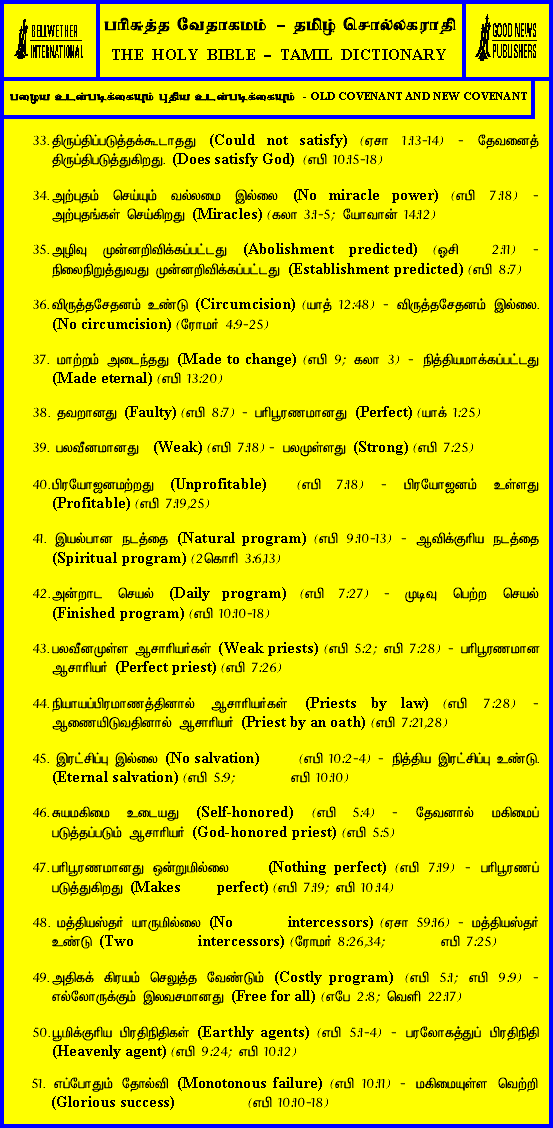 BELLWETHER
INTERNATIONAL
பரிசுத்த வேதாகமம் – தமிழ் சொல்லகராதி
THE HOLY BIBLE – TAMIL DICTIONARY
GOOD NEWS
PUBLISHERS
பழைய உடன்படிக்கையும் புதிய உடன்படிக்கையும் - OLD COVENANT AND NEW COVENANT
33. திருப்திப்படுத்தக்கூடாதது (Could not satisfy) (ஏசா 1:13-14) - தேவனைத்
திருப்திபடுத்துகிறது. (Does satisfy God) (எபி 10:15-18)
34. அற்புதம் செய்யும் வல்லமை இல்லை (No miracle power) (எபி 7:18) -
அற்புதங்கள் செய்கிறது (Miracles) (கலா 3:1-5; யோவான் 14:12)
35. அழிவு முன்னறிவிக்கப்பட்டது (Abolishment predicted) (ஓசி 2:11) -
நிலைநிறுத்துவது முன்னறிவிக்கப்பட்டது (Establishment predicted) (எபி 8:7)
36. விருத்தசேதனம் உண்டு (Circumcision) (யாத் 12:48) - விருத்தசேதனம் இல்லை.
(No circumcision) (ரோமர் 4:9-25)
37. மாற்றம் அடைந்தது (Made to change) (எபி 9; கலா 3) - நித்தியமாக்கப்பட்டது
(Made eternal) (எபி 13:20)
38. தவறானது (Faulty) (எபி 8:7) - பரிபூரணமானது (Perfect) (யாக் 1:25)
39. பலவீனமானது (Weak) (எபி 7:18) - பலமுள்ளது (Strong) (எபி 7:25)
40. பிரயோஜனமற்றது (Unprofitable) (எபி 7:18) - பிரயோஜனம் உள்ளது
(Profitable) (எபி 7:19,25)
41. இயல்பான நடத்தை (Natural program) (எபி 9:10-13) - ஆவிக்குரிய நடத்தை
(Spiritual program) (2கொரி 3:6,13)
42. அன்றாட செயல் (Daily program) (எபி 7:27) - முடிவு பெற்ற செயல்
(Finished program) (எபி 10:10-18)
43. பலவீனமுள்ள ஆசாரியர்கள் (Weak priests) (எபி 5:2; எபி 7:28) - பரிபூரணமான
ஆசாரியர் (Perfect priest) (எபி 7:26)
44. நியாயப்பிரமாணத்தினால் ஆசாரியர்கள் (Priests by law) (எபி 7:28) -
ஆணையிடுவதினால் ஆசாரியர் (Priest by an oath) (எபி 7:21,28)
45. இரட்சிப்பு இல்லை (No salvation) (எபி 10:2-4) - நித்திய இரட்சிப்பு உண்டு.
(Eternal salvation) (எபி 5:9; எபி 10:10)
46. சுயமகிமை உடையது (Self-honored) (எபி 5:4) - தேவனால் மகிமைப்
படுத்தப்படும் ஆசாரியர் (God-honored priest) (எபி 5:5)
47. பரிபூரணமானது ஒன்றுமில்லை (Nothing perfect) (எபி 7:19) - பரிபூரணப்
படுத்துகிறது (Makes perfect) (எபி 7:19; எபி 10:14)
48. மத்தியஸ்தர் யாருமில்லை (No intercessors) (ஏசா 59:16) - மத்தியஸ்தர்
உண்டு (Two intercessors) (ரோமர் 8:26,34; எபி 7:25)
49. அதிகக் கிரயம் செலுத்த வேண்டும் (Costly program) (எபி 5:1; எபி 9:9) -
எல்லோருக்கும் இலவசமானது (Free for all) (எபே 2:8; வெளி 22:17)
50. பூமிக்குரிய பிரதிநிதிகள் (Earthly agents) (எபி 5:1-4) - பரலோகத்துப் பிரதிநிதி
(Heavenly agent) (எபி 9:24; எபி 10:12)
51. எப்போதும் தோல்வி (Monotonous failure) (எபி 10:11) - மகிமையுள்ள வெற்றி
(Glorious success) (எபி 10:10-18)